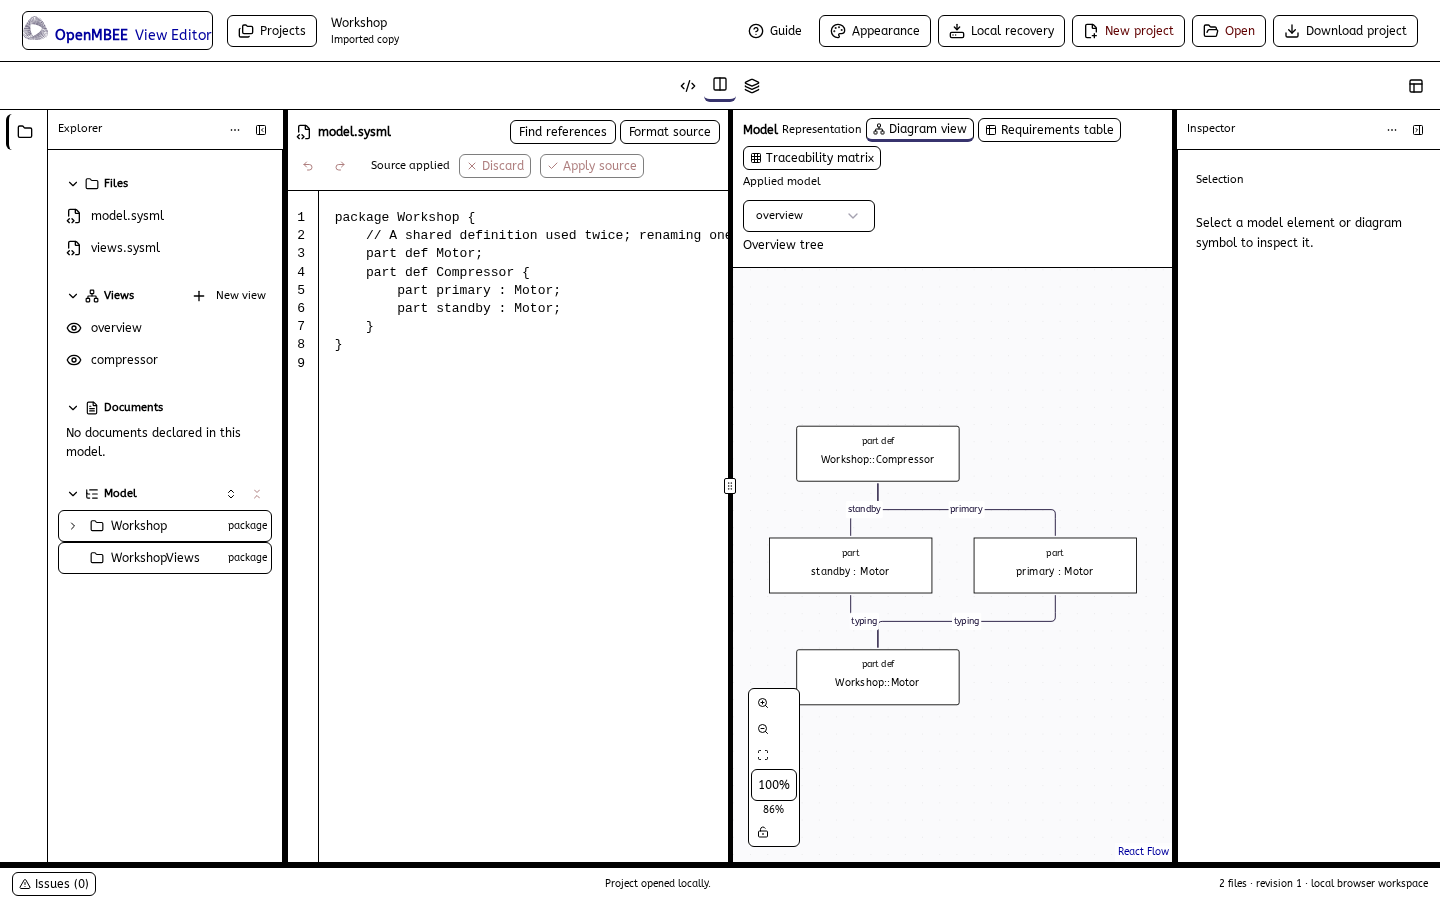 OpenMBEE View Editor
Projects
Workshop
Imported copy
Guide
Appearance
Local recovery
New project
Open
Download project
Explorer
Files
model.sysml
views.sysml
Views
New view
overview
compressor
Documents
No documents declared in this
model.
Model
Workshop package
WorkshopViews package
model.sysml
Find references
Format source
Source applied
Discard
Apply source
1 package Workshop {
2 // A shared definition used twice; renaming one
3 part def Motor;
4 part def Compressor {
5 part primary : Motor;
6 part standby : Motor;
7 }
8 }
9
Model Representation
Diagram view
Requirements table
Traceability matrix
Applied model
overview
Overview tree
part def
Workshop::Compressor
standby
primary
part
standby : Motor
part
primary : Motor
typing
typing
part def
Workshop::Motor
100%
86%
React Flow
Inspector
Selection
Select a model element or diagram
symbol to inspect it.
Issues (0)
Project opened locally.
2 files · revision 1 · local browser workspace